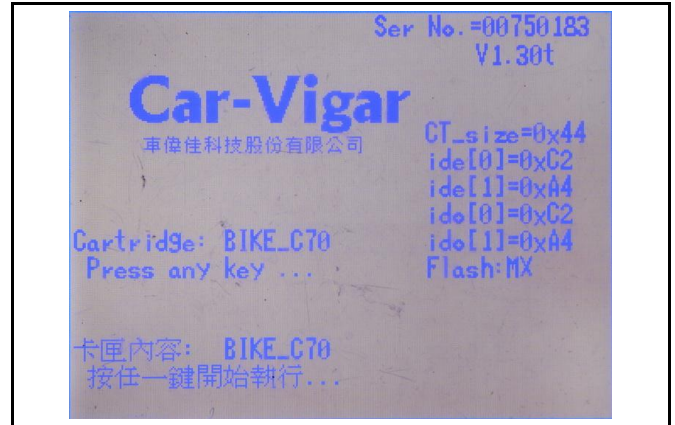 Ser No.=00750183
V1.30t
Car-Vigar
車偉佳科技股份有限公司
CT_size=0x44
ide[0]=0xC2
ide[1]=0xA4
ido[0]=0xC2
ido[1]=0xA4
Flash:MX
Cartridge: BIKE_C70
Press any key ...
卡匣內容: BIKE_C70
按任一鍵開始執行...